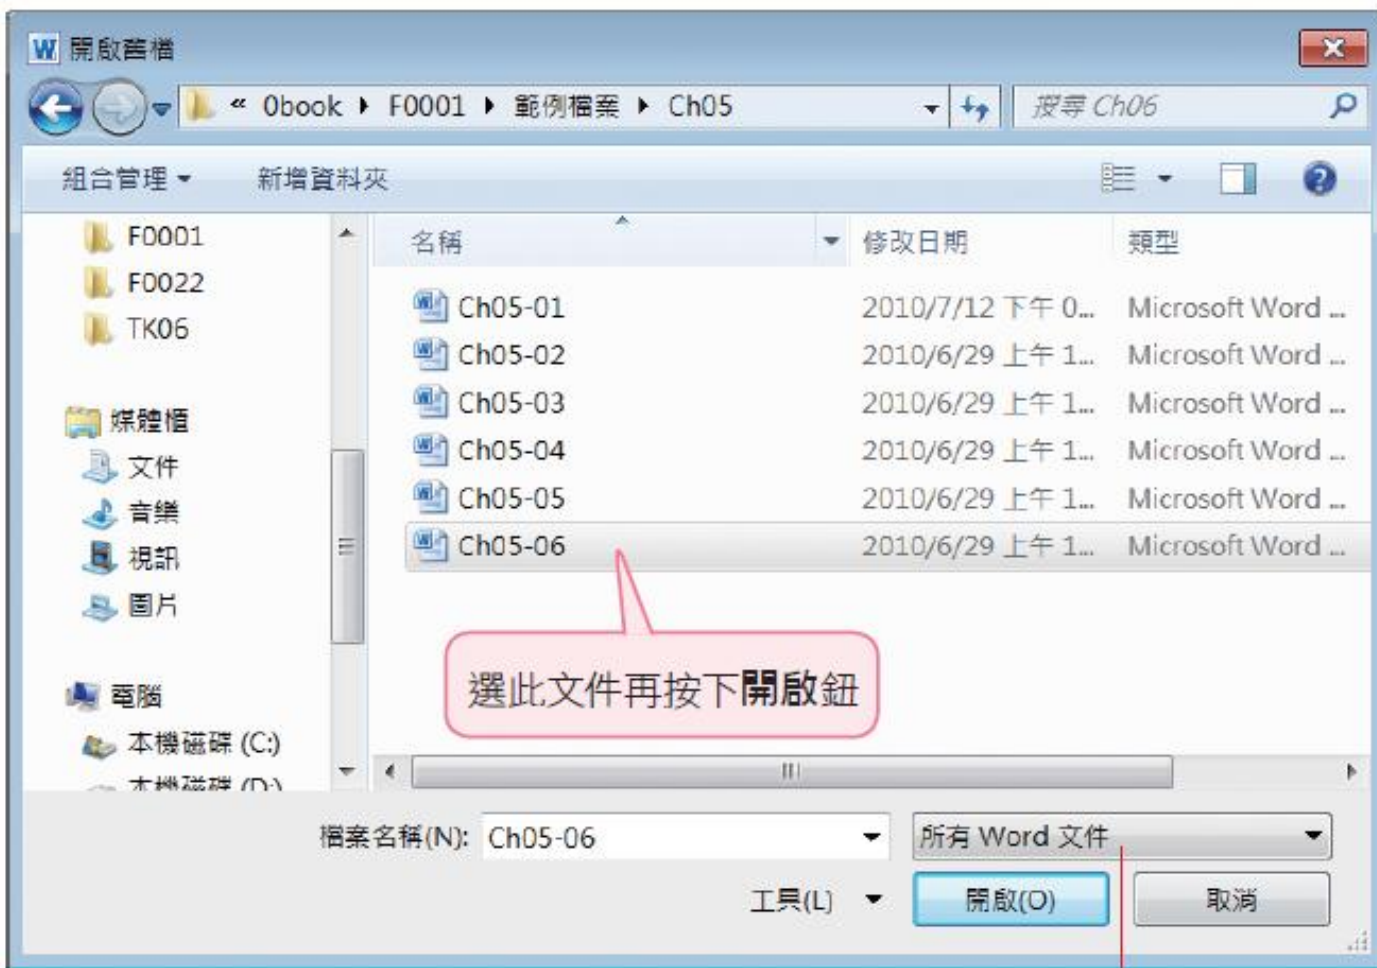 開啟舊檔
« 0book ▸ F0001 ▸ 範例檔案 ▸ Ch05
搜尋 Ch06
組合管理 新增資料夾
F0001
F0022
TK06
媒體櫃
文件
音樂
視訊
圖片
電腦
本機磁碟 (C:)
本機磁碟 (D:)
名稱 修改日期 類型
Ch05-01 2010/7/12 下午 0... Microsoft Word ...
Ch05-02 2010/6/29 上午 1... Microsoft Word ...
Ch05-03 2010/6/29 上午 1... Microsoft Word ...
Ch05-04 2010/6/29 上午 1... Microsoft Word ...
Ch05-05 2010/6/29 上午 1... Microsoft Word ...
Ch05-06 2010/6/29 上午 1... Microsoft Word ...
選此文件再按下開啟鈕
檔案名稱(N): Ch05-06 所有 Word 文件
工具(L) 開啟(O) 取消